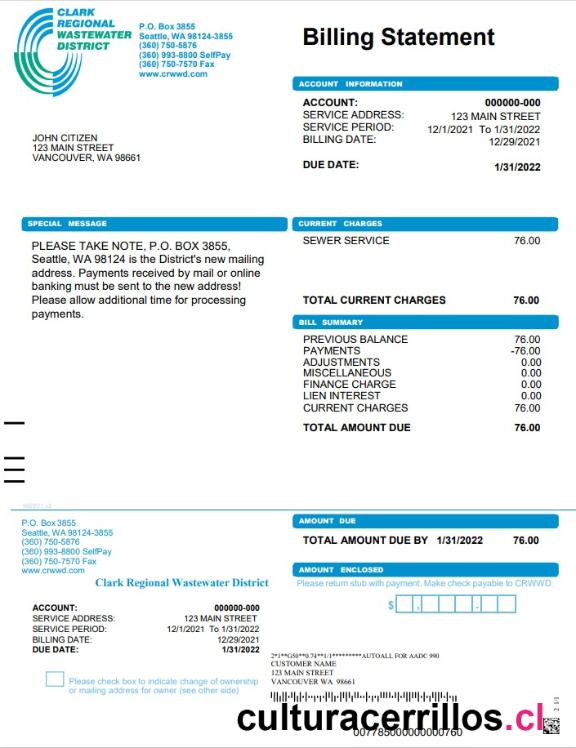 CLARK
REGIONAL
WASTEWATER
DISTRICT
P.O. Box 3855
Seattle, WA 98124-3855
(360) 750-5876
(360) 993-8800 SelfPay
(360) 750-7570 Fax
www.crwwd.com
Billing Statement
ACCOUNT INFORMATION
ACCOUNT: 000000-000
SERVICE ADDRESS: 123 MAIN STREET
SERVICE PERIOD: 12/1/2021 To 1/31/2022
BILLING DATE: 12/29/2021
DUE DATE: 1/31/2022
JOHN CITIZEN
123 MAIN STREET
VANCOUVER, WA 98661
SPECIAL MESSAGE
PLEASE TAKE NOTE, P.O. BOX 3855,
Seattle, WA 98124 is the District's new mailing
address. Payments received by mail or online
banking must be sent to the new address!
Please allow additional time for processing
payments.
CURRENT CHARGES
SEWER SERVICE 76.00
TOTAL CURRENT CHARGES 76.00
BILL SUMMARY
PREVIOUS BALANCE 76.00
PAYMENTS -76.00
ADJUSTMENTS 0.00
MISCELLANEOUS 0.00
FINANCE CHARGE 0.00
LIEN INTEREST 0.00
CURRENT CHARGES 76.00
TOTAL AMOUNT DUE 76.00
P.O. Box 3855
Seattle, WA 98124-3855
(360) 750-5876
(360) 993-8800 SelfPay
(360) 750-7570 Fax
www.crwwd.com
Clark Regional Wastewater District
ACCOUNT: 000000-000
SERVICE ADDRESS: 123 MAIN STREET
SERVICE PERIOD: 12/1/2021 To 1/31/2022
BILLING DATE: 12/29/2021
DUE DATE: 1/31/2022
Please check box to indicate change of ownership
or mailing address for owner (see other side)
AMOUNT DUE
TOTAL AMOUNT DUE BY 1/31/2022 76.00
AMOUNT ENCLOSED
Please return stub with payment. Make check payable to CRWWD.
$ , .
2*1**G50**0.74**1/1*********AUTOALL FOR AADC 990
CUSTOMER NAME
123 MAIN STREET
VANCOUVER WA 98661
culturacerrillos.cl
2 1/1